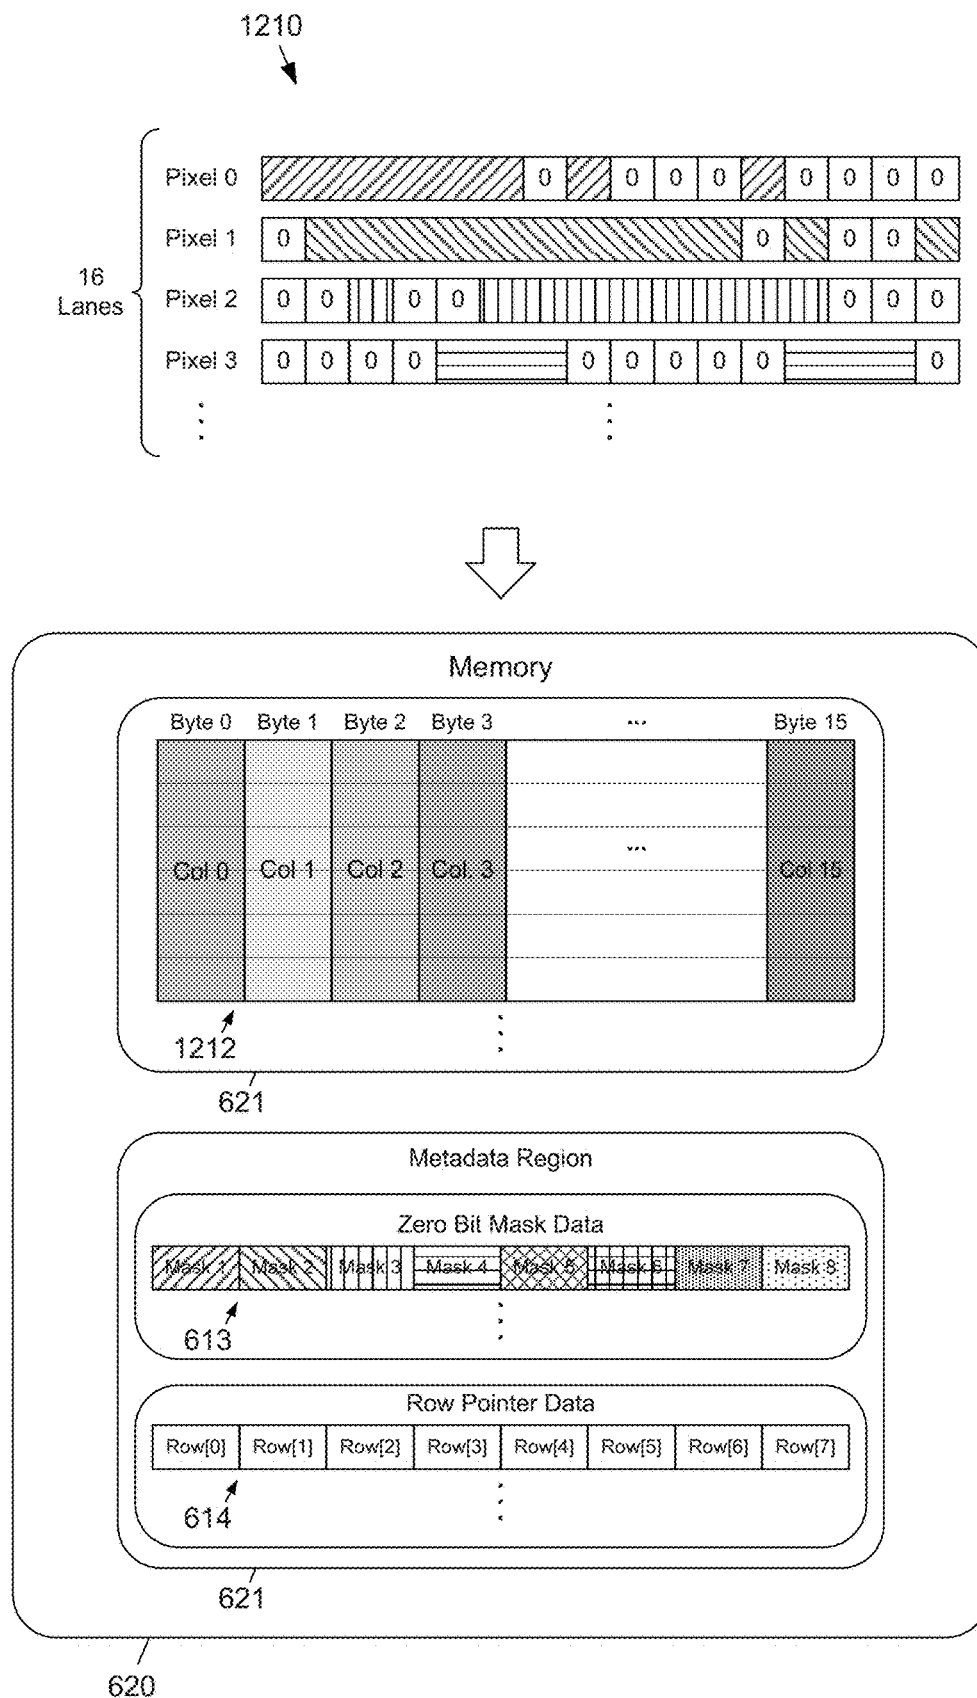 1210
Pixel 0 0 0 0 0 0 0 0 0
Pixel 1 0 0 0 0
16
Lanes
Pixel 2 0 0 0 0 0 0 0
Pixel 3 0 0 0 0 0 0 0 0 0 0
Memory
Byte 0 Byte 1 Byte 2 Byte 3 ... Byte 15
Col 0 Col 1 Col 2 Col. 3 ... Col 15
1212
621
Metadata Region
Zero Bit Mask Data
Mask 1 Mask 2 Mask 3 Mask 4 Mask 5 Mask 6 Mask 7 Mask 8
613
Row Pointer Data
Row[0] Row[1] Row[2] Row[3] Row[4] Row[5] Row[6] Row[7]
614
621
620